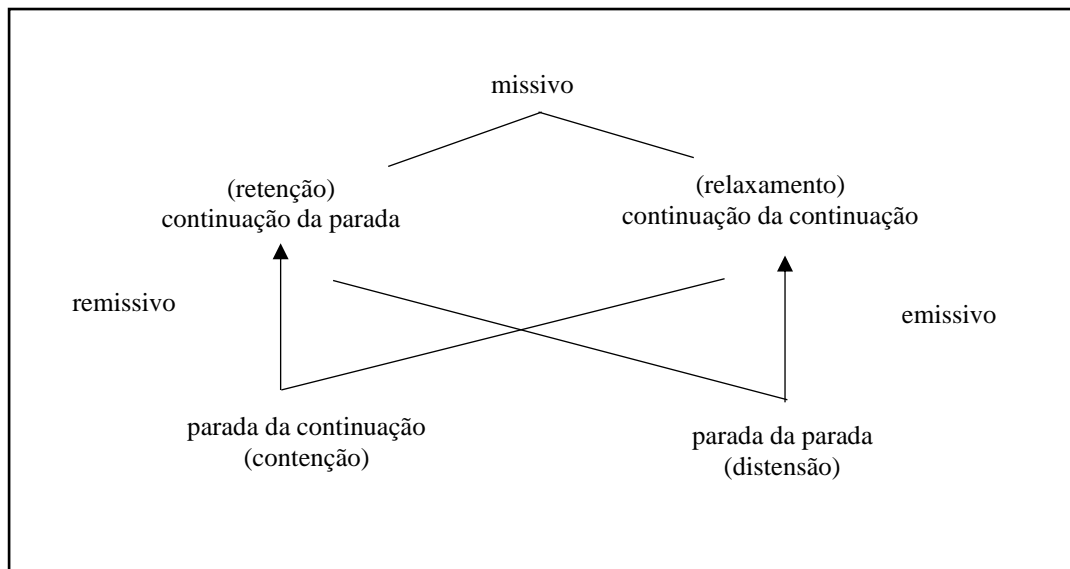 missivo
(retenção)
continuação da parada
(relaxamento)
continuação da continuação
remissivo
emissivo
parada da continuação
(contenção)
parada da parada
(distensão)